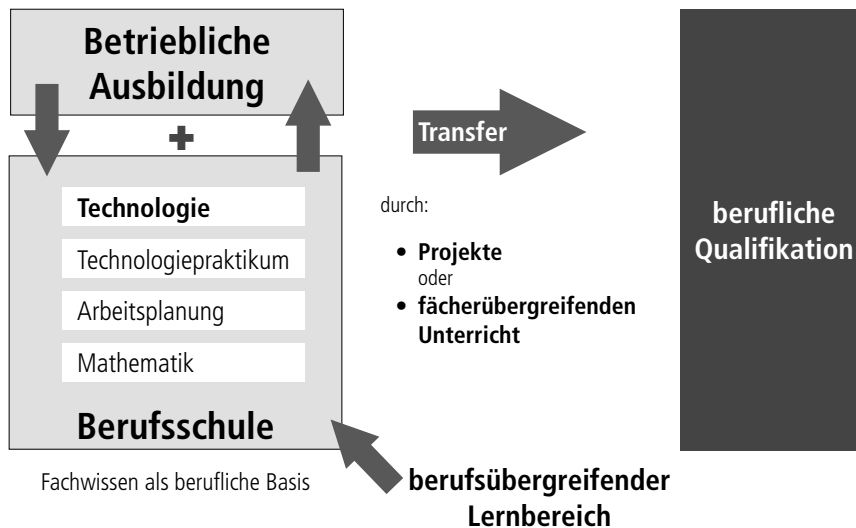 Betriebliche
Ausbildung
+
Technologie
Technologiepraktikum
Arbeitsplanung
Mathematik
Berufsschule
Fachwissen als berufliche Basis
Transfer
durch:
• Projekte
oder
• fächerübergreifenden
Unterricht
berufsübergreifender
Lernbereich
berufliche
Qualifikation